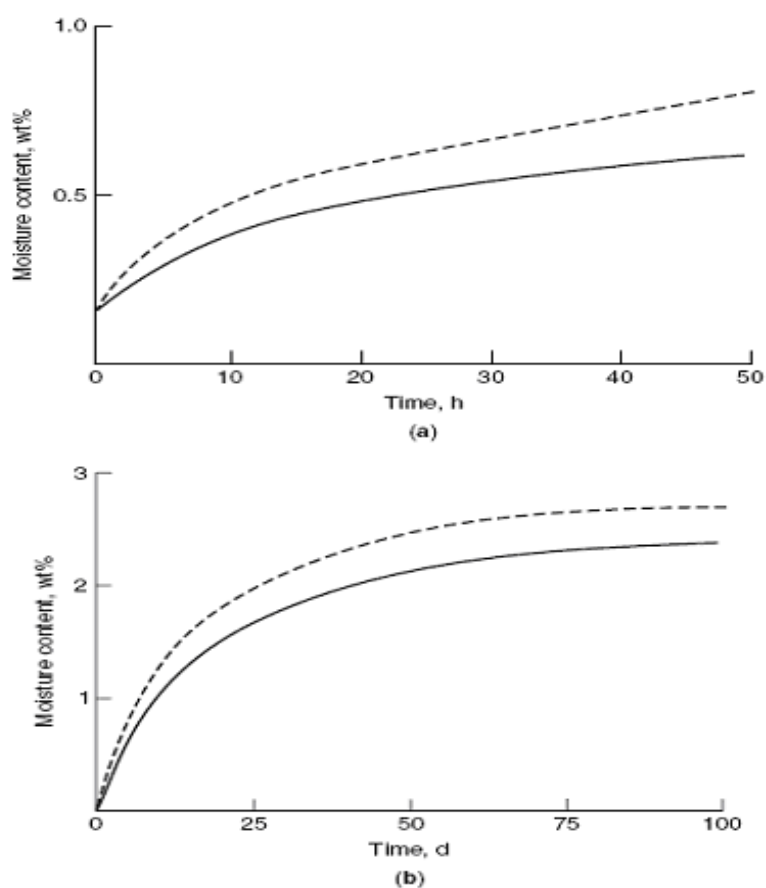 1.0
Moisture content, wt%
0.5
0 10 20 30 40 50
Time, h
(a)
3
Moisture content, wt%
2
1
0 25 50 75 100
Time, d
(b)